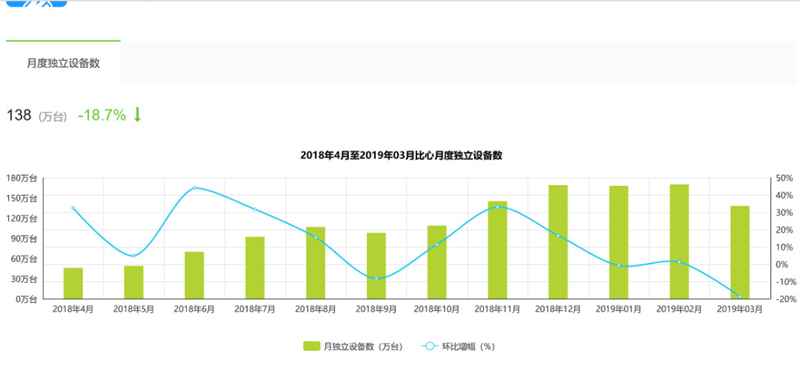 月度独立设备数
138 (万台) -18.7% ↓
2018年4月至2019年03月比心月度独立设备数
180万台 50%
150万台 40%
120万台 30%
90万台 20%
60万台 10%
30万台 0%
0万台 -10%
-20%
2018年4月 2018年5月 2018年6月 2018年7月 2018年8月 2018年9月 2018年10月 2018年11月 2018年12月 2019年01月 2019年02月 2019年03月
月独立设备数（万台） 环比增幅（%）